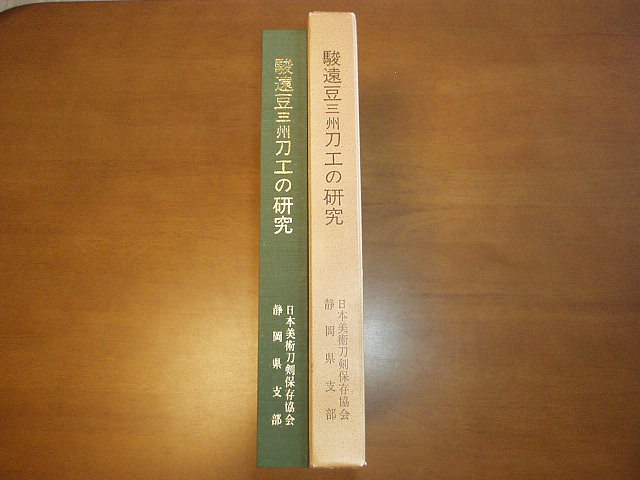 駿遠豆三州刀工の研究
日本美術刀剣保存協会
静岡県支部
駿遠豆三州刀工の研究
日本美術刀剣保存協会
静岡県支部